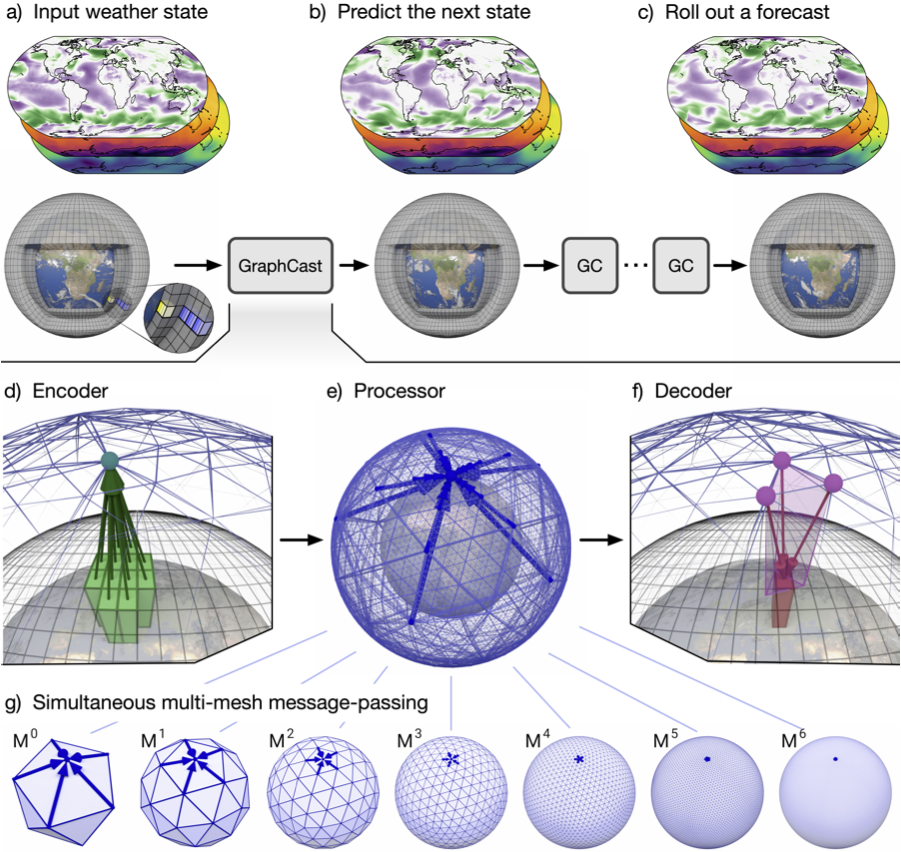 a) Input weather state
b) Predict the next state
c) Roll out a forecast
GraphCast
GC
...
GC
d) Encoder
e) Processor
f) Decoder
g) Simultaneous multi-mesh message-passing
M⁰
M¹
M²
M³
M⁴
M⁵
M⁶